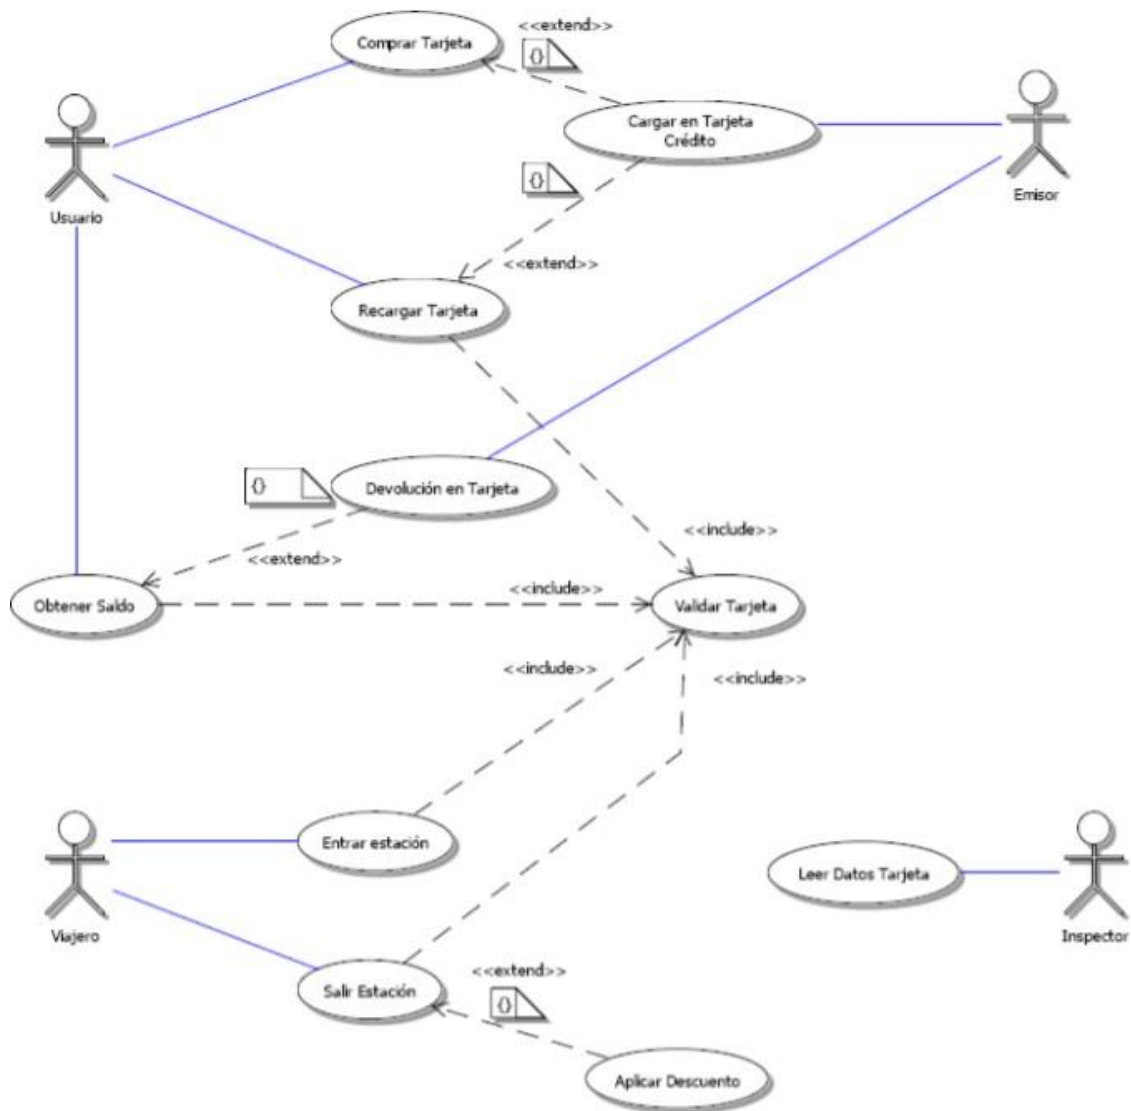 <<extend>>
Comprar Tarjeta
{}
Cargar en Tarjeta
Crédito
{}
Usuario
Emisor
<<extend>>
Recargar Tarjeta
{}
Devolución en Tarjeta
<<include>>
<<extend>>
<<include>>
Obtener Saldo
Validar Tarjeta
<<include>>
<<include>>
Entrar estación
Leer Datos Tarjeta
Viajero
Inspector
<<extend>>
Salir Estación
{}
Aplicar Descuento